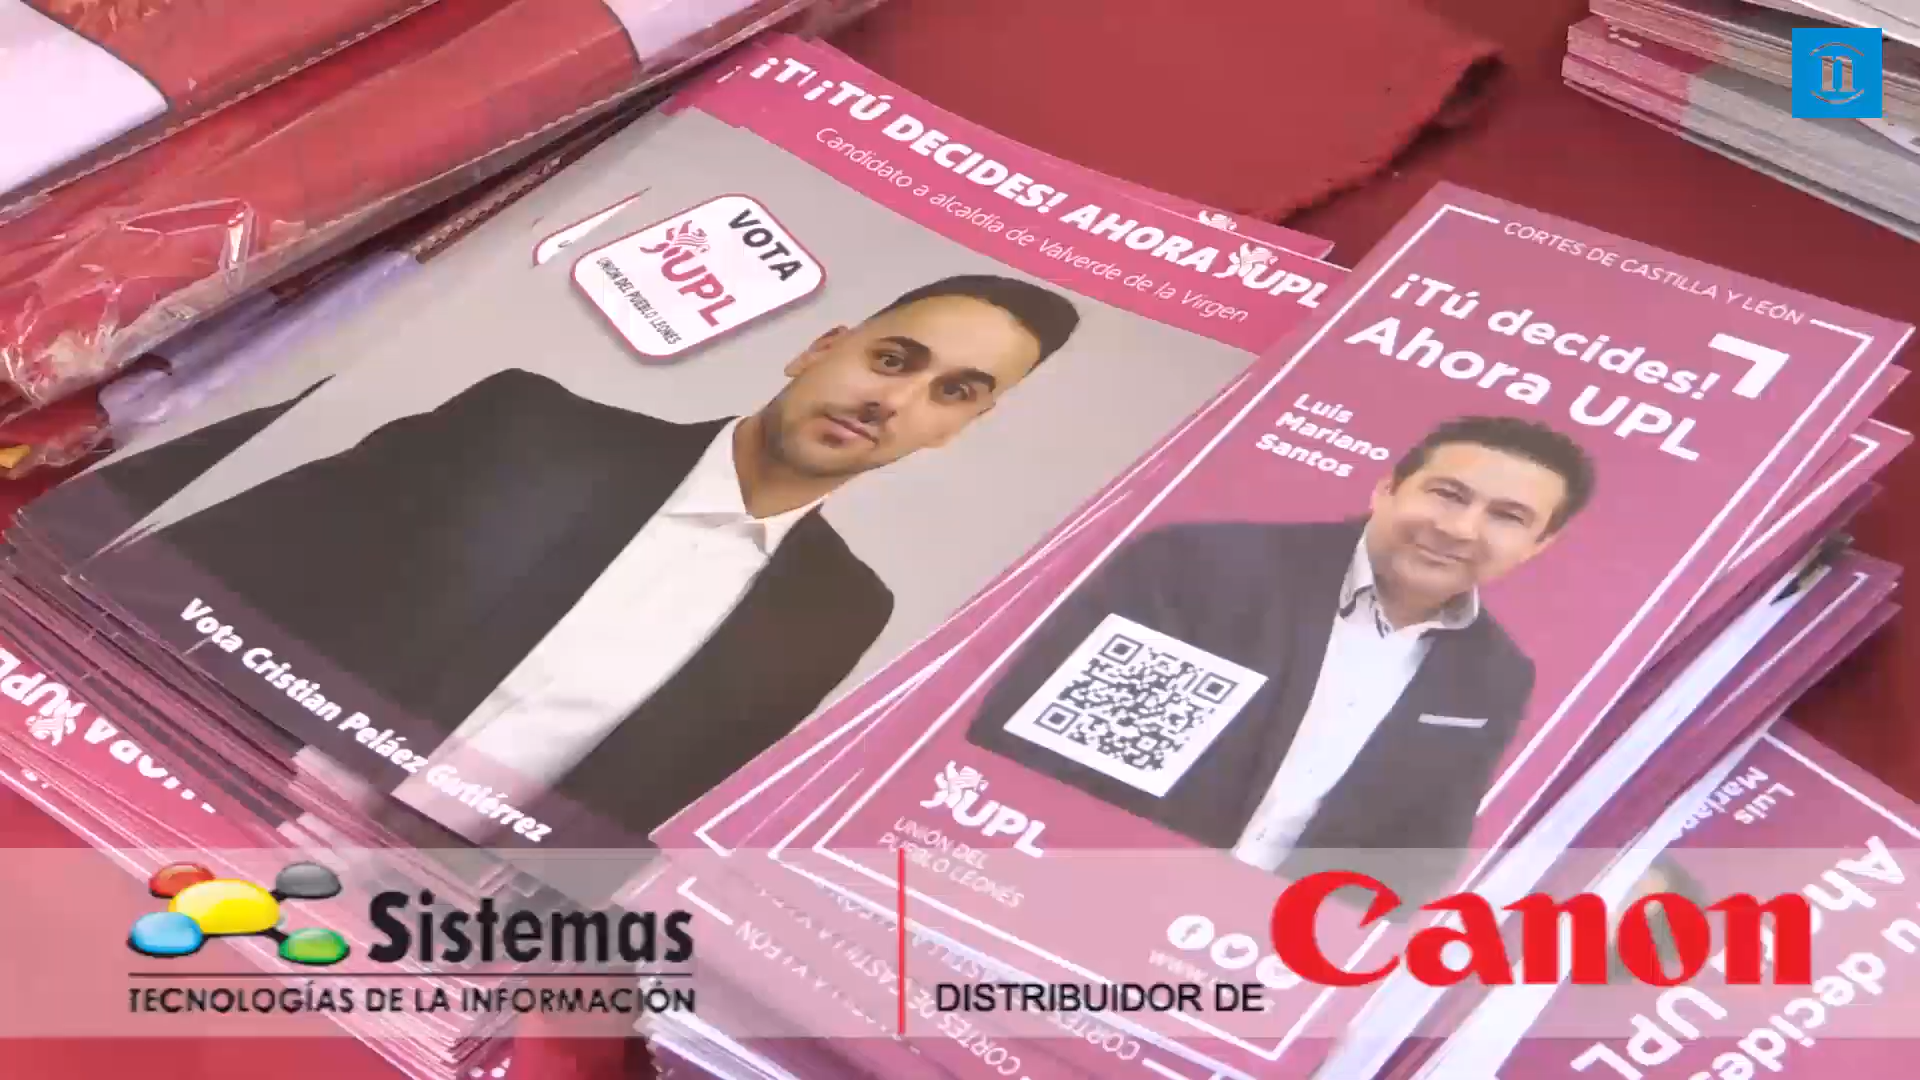 n
¡T ¡TÚ DECIDES! AHORA UPL
Candidato a alcaldía de Valverde de la Virgen
VOTA
UPL
UNIÓN DEL PUEBLO LEONÉS
Vota Cristian Peláez Gutiérrez
CORTES DE CASTILLA Y LEÓN
¡Tú decides!
Ahora UPL
Luis
Mariano
Santos
UPL
UNIÓN DEL
PUEBLO LEONÉS
Luis
Sistemas
TECNOLOGÍAS DE LA INFORMACIÓN
DISTRIBUIDOR DE
Canon